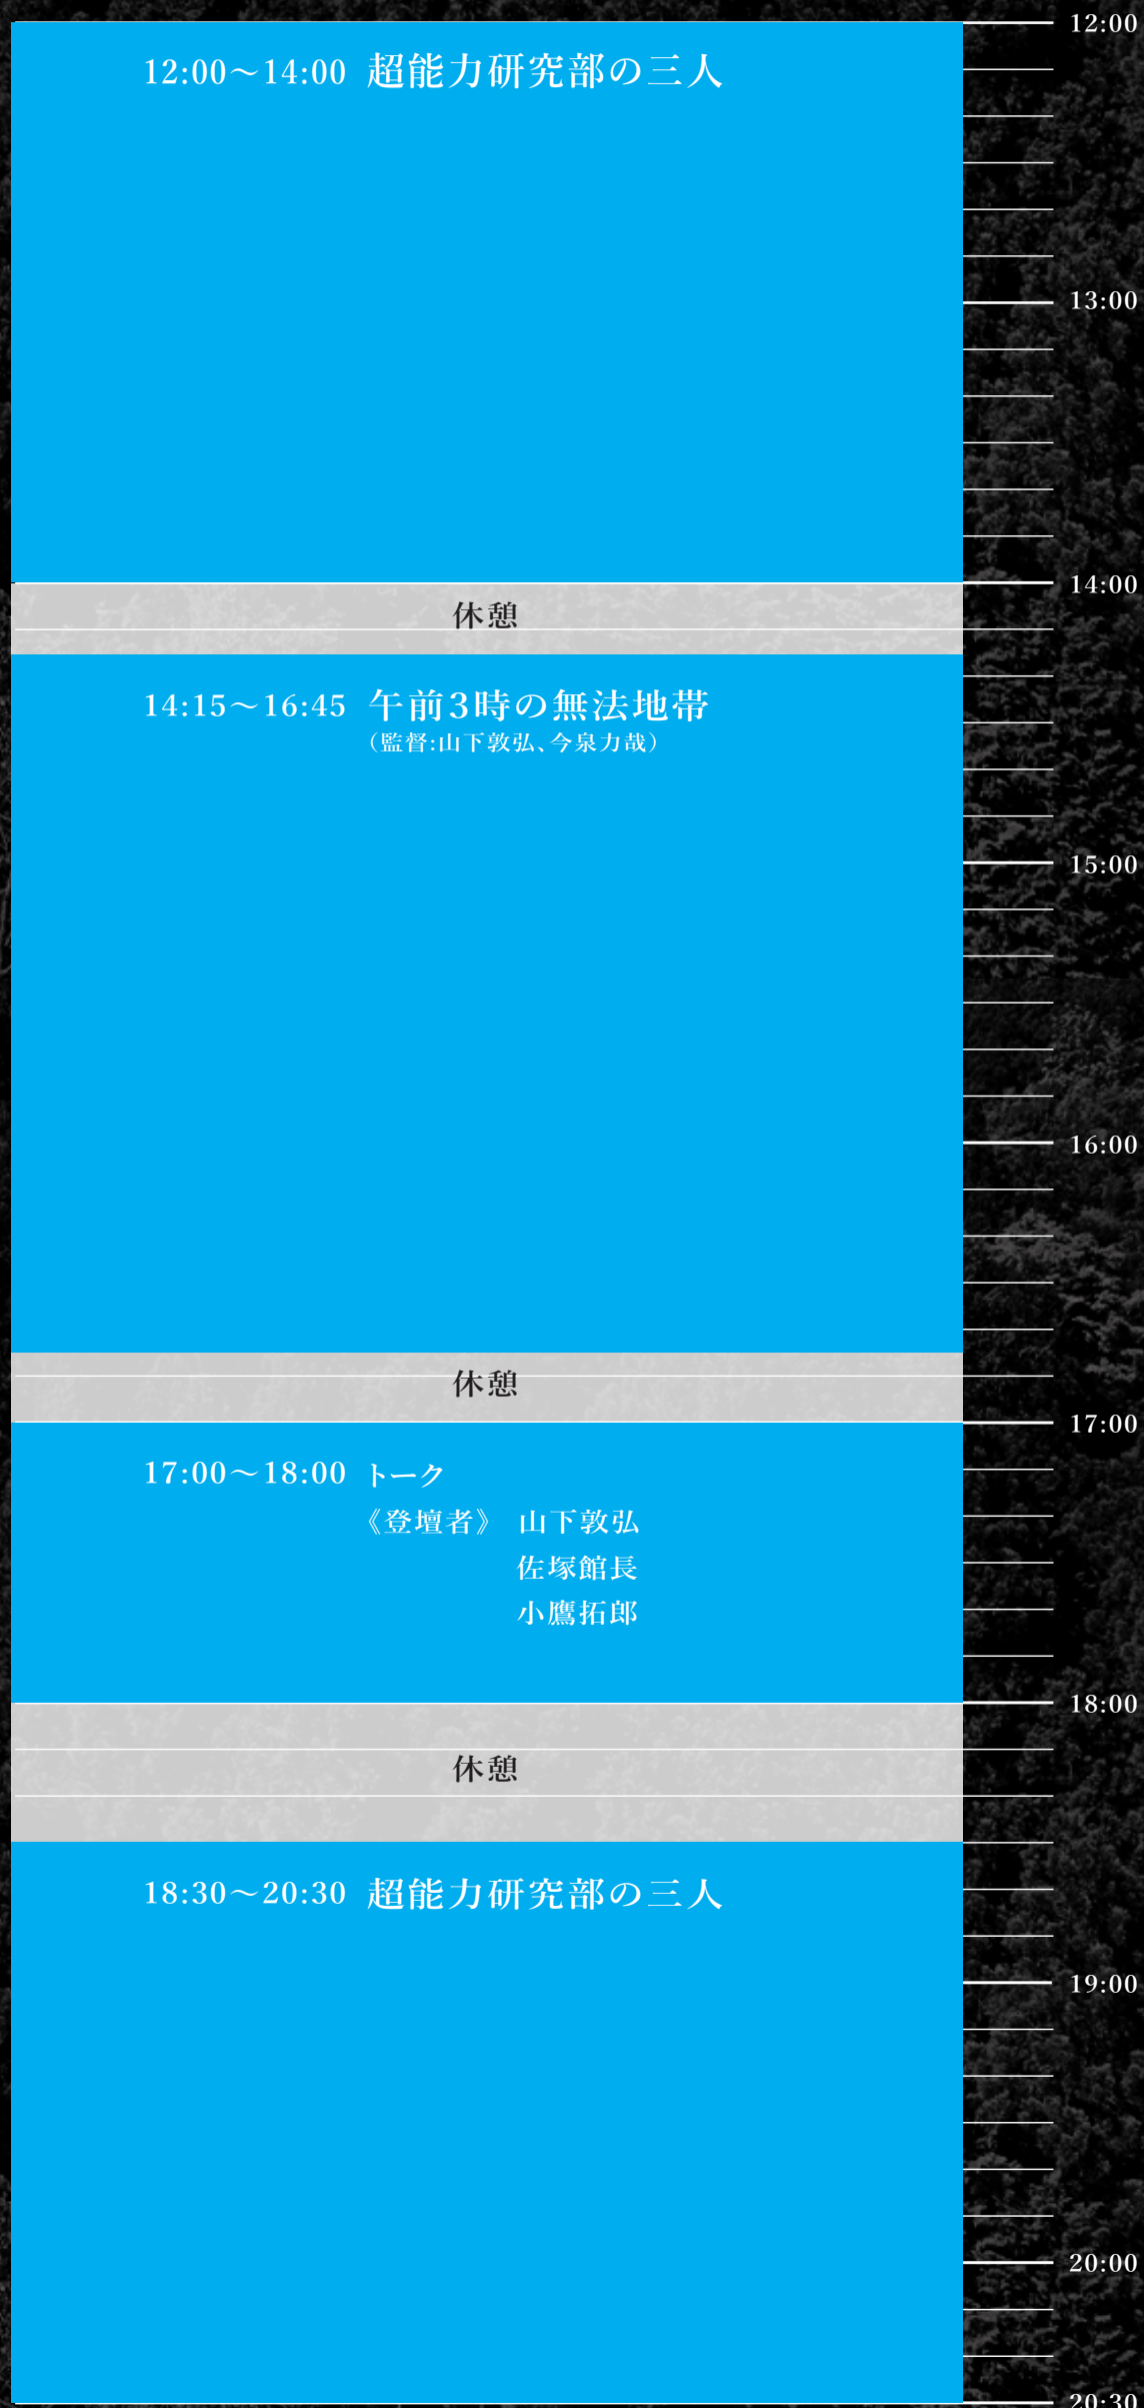 12:00
12:00～14:00 超能力研究部の三人
13:00
14:00
休憩
14:15～16:45 午前3時の無法地帯
（監督:山下敦弘、今泉力哉）
15:00
16:00
休憩
17:00
17:00～18:00 トーク
《登壇者》 山下敦弘
佐塚館長
小鷹拓郎
18:00
休憩
18:30～20:30 超能力研究部の三人
19:00
20:00
20:30